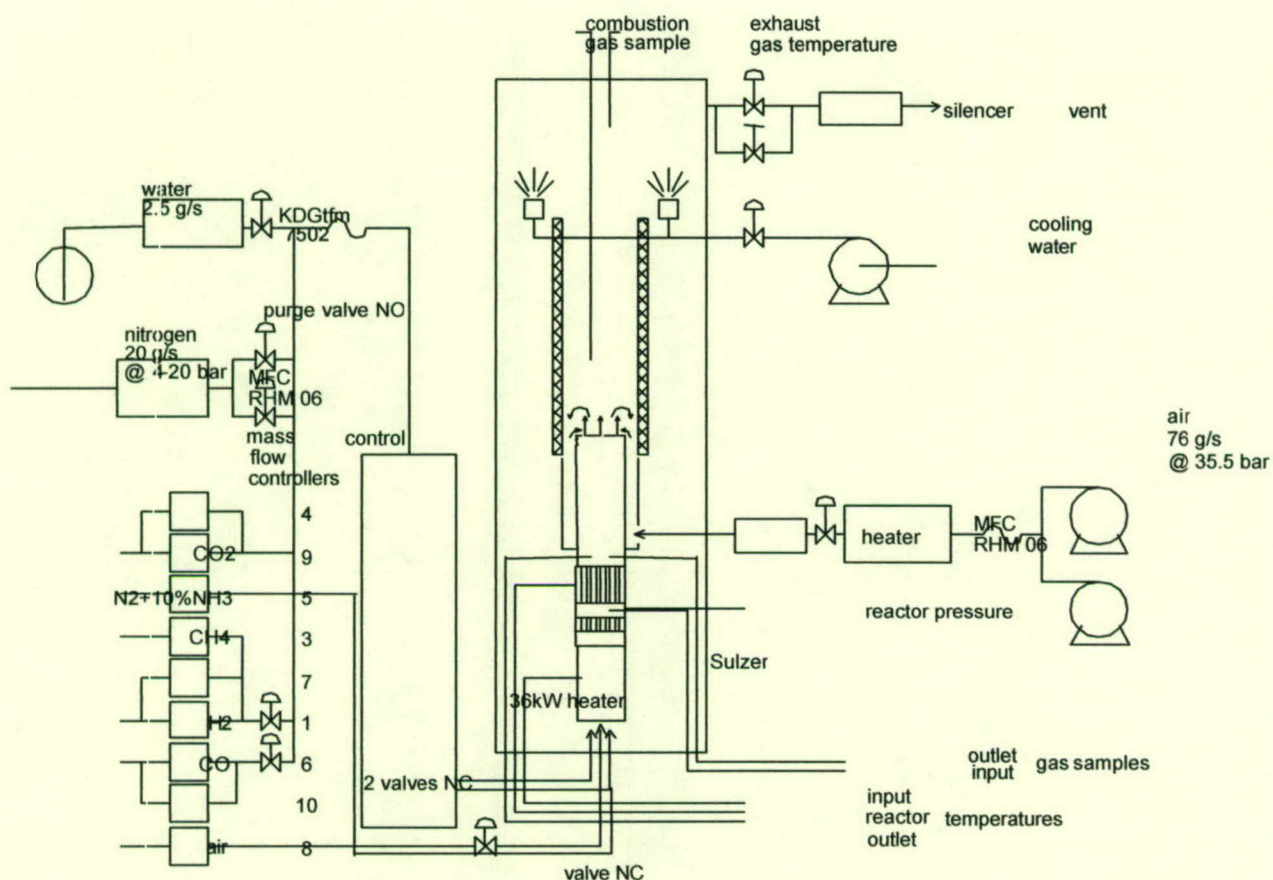 combustion
gas sample
exhaust
gas temperature
silencer
vent
water
2.5 g/s
KDGtfm
7502
cooling
water
purge valve NO
nitrogen
20 g/s
@ 4-20 bar
MFC
RHM 06
mass
flow
controllers
control
air
76 g/s
@ 35.5 bar
4
CO2
9
N2+10%NH3
5
CH4
3
7
H2
1
CO
6
10
air
8
heater
MFC
RHM 06
reactor pressure
Sulzer
36kW heater
2 valves NC
outlet
input
gas samples
input
reactor
outlet
temperatures
valve NC